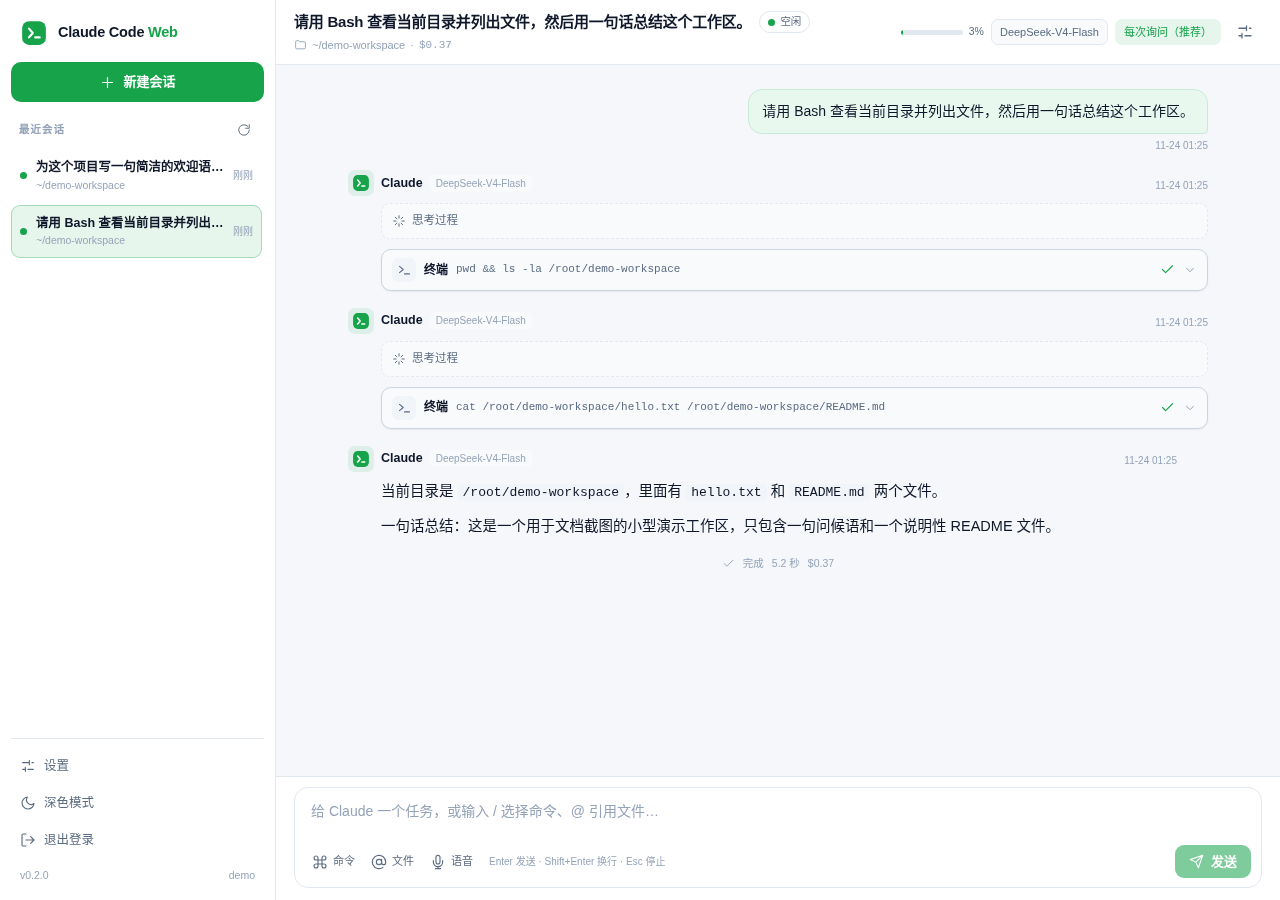 Claude Code Web
新建会话
最近会话
为这个项目写一句简洁的欢迎语…
刚刚
~/demo-workspace
请用 Bash 查看当前目录并列出…
刚刚
~/demo-workspace
设置
深色模式
退出登录
v0.2.0
demo
请用 Bash 查看当前目录并列出文件，然后用一句话总结这个工作区。
空闲
~/demo-workspace · $0.37
3%
DeepSeek-V4-Flash
每次询问（推荐）
请用 Bash 查看当前目录并列出文件，然后用一句话总结这个工作区。
11-24 01:25
Claude DeepSeek-V4-Flash 11-24 01:25
思考过程
终端 pwd && ls -la /root/demo-workspace
Claude DeepSeek-V4-Flash 11-24 01:25
思考过程
终端 cat /root/demo-workspace/hello.txt /root/demo-workspace/README.md
Claude DeepSeek-V4-Flash 11-24 01:25
当前目录是 /root/demo-workspace，里面有 hello.txt 和 README.md 两个文件。
一句话总结：这是一个用于文档截图的小型演示工作区，只包含一句问候语和一个说明性 README 文件。
完成 5.2 秒 $0.37
给 Claude 一个任务，或输入 / 选择命令、@ 引用文件…
命令 文件 语音 Enter 发送 · Shift+Enter 换行 · Esc 停止
发送